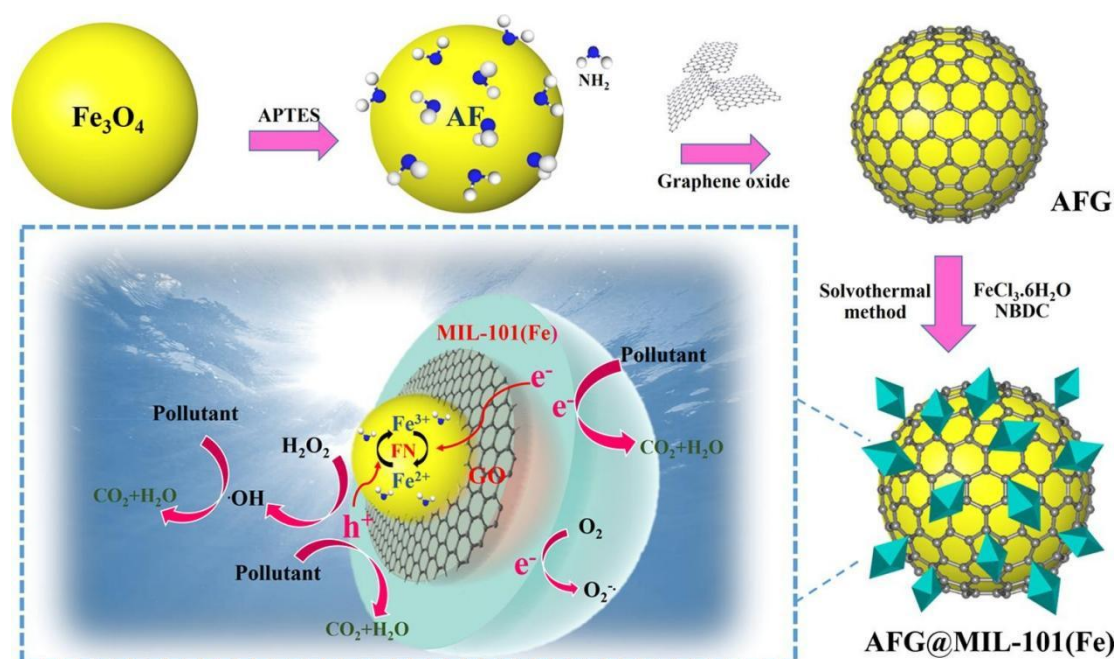 Fe₃O₄
APTES
AF
NH₂
Graphene oxide
AFG
Solvothermal
method
FeCl₃.6H₂O
NBDC
AFG@MIL-101(Fe)
MIL-101(Fe)
Pollutant
e⁻
e⁻
CO₂+H₂O
Fe³⁺
FN
Fe²⁺
GO
Pollutant
H₂O₂
CO₂+H₂O
·OH
h⁺
Pollutant
CO₂+H₂O
O₂
e⁻
O₂⁻·